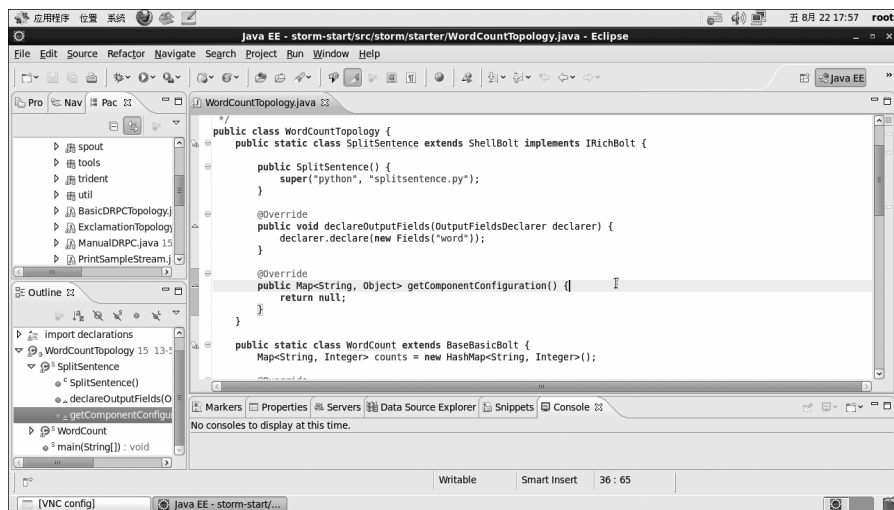 应用程序 位置 系统
五 8月 22 17:57 root
Java EE - storm-start/src/storm/starter/WordCountTopology.java - Eclipse
File Edit Source Refactor Navigate Search Project Run Window Help
Java EE
Pro Nav Pac
WordCountTopology.java
spout
tools
trident
util
BasicDRPCTopology.j
ExclamationTopology
ManualDRPC.java 15
PrintSampleStream.j
*/
public class WordCountTopology {
public static class SplitSentence extends ShellBolt implements IRichBolt {
public SplitSentence() {
super("python", "splitsentence.py");
}
@Override
public void declareOutputFields(OutputFieldsDeclarer declarer) {
declarer.declare(new Fields("word"));
}
@Override
public Map<String, Object> getComponentConfiguration() {
return null;
}
}
public static class WordCount extends BaseBasicBolt {
Map<String, Integer> counts = new HashMap<String, Integer>();
Outline
import declarations
WordCountTopology 15 13-5
SplitSentence
SplitSentence()
declareOutputFields(O
getComponentConfigu
WordCount
main(String[]) : void
Markers Properties Servers Data Source Explorer Snippets Console
No consoles to display at this time.
Writable Smart Insert 36 : 65
[VNC config] Java EE - storm-start/...